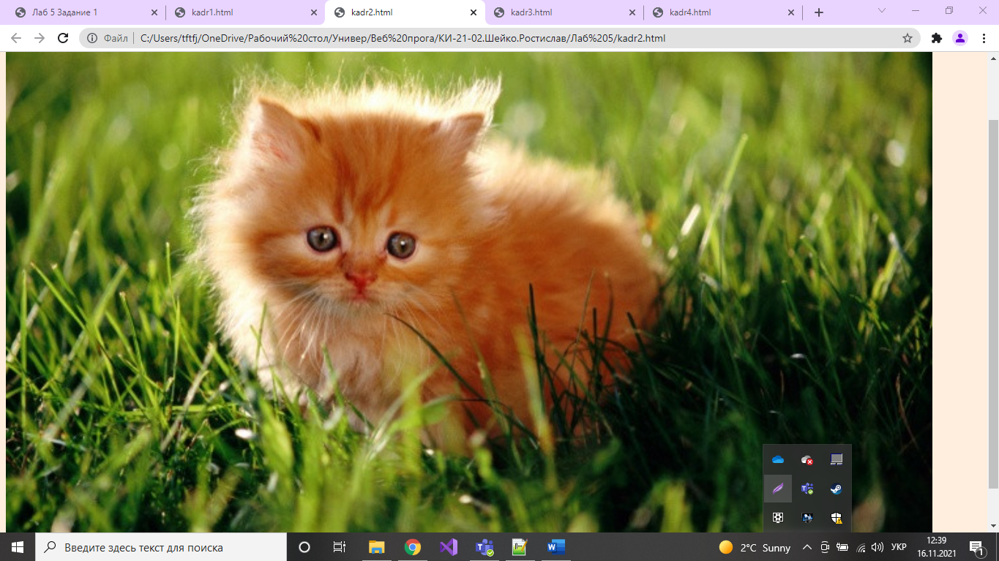 Лаб 5 Задание 1
kadr1.html
kadr2.html
kadr3.html
kadr4.html
Файл
C:/Users/tftfj/OneDrive/Рабочий%20стол/Универ/Веб%20прога/КИ-21-02.Шейко.Ростислав/Лаб%205/kadr2.html
Введите здесь текст для поиска
2°C Sunny
УКР
12:39
16.11.2021
1